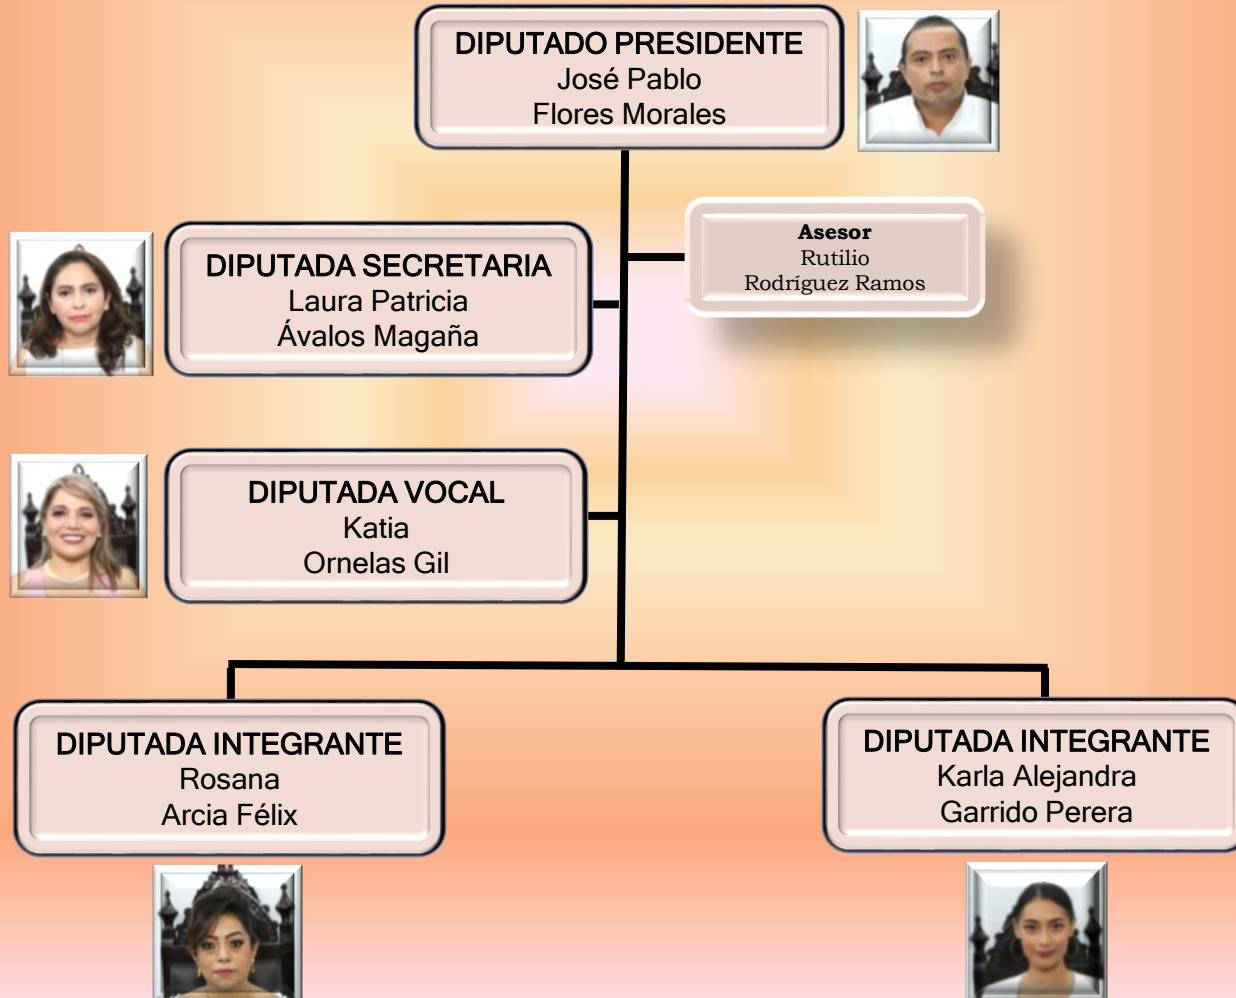 DIPUTADO PRESIDENTE
José Pablo
Flores Morales
Asesor
Rutilio
Rodríguez Ramos
DIPUTADA SECRETARIA
Laura Patricia
Ávalos Magaña
DIPUTADA VOCAL
Katia
Ornelas Gil
DIPUTADA INTEGRANTE
Rosana
Arcia Félix
DIPUTADA INTEGRANTE
Karla Alejandra
Garrido Perera